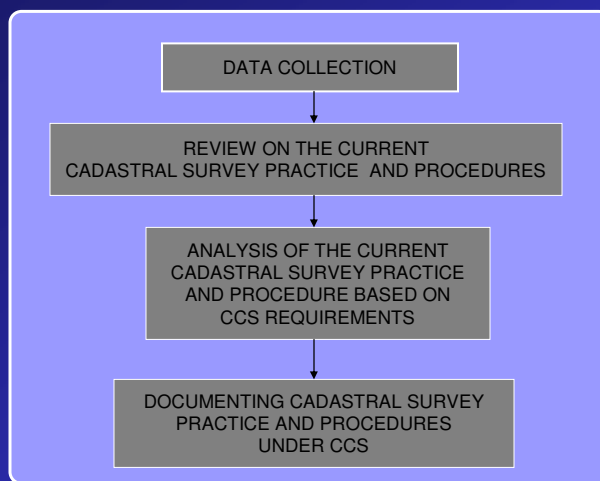 DATA COLLECTION
REVIEW ON THE CURRENT
CADASTRAL SURVEY PRACTICE AND PROCEDURES
ANALYSIS OF THE CURRENT
CADASTRAL SURVEY PRACTICE
AND PROCEDURE BASED ON
CCS REQUIREMENTS
DOCUMENTING CADASTRAL SURVEY
PRACTICE AND PROCEDURES
UNDER CCS